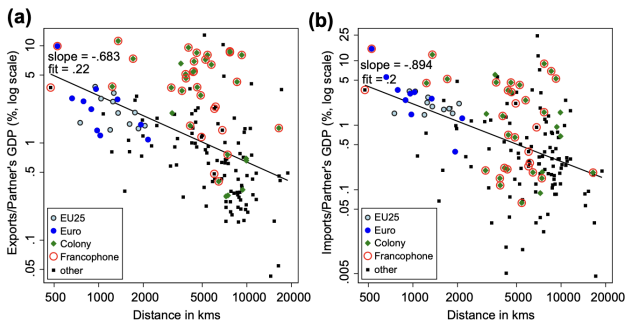 (a)
Exports/Partner's GDP (%, log scale)
10
5
1
.5
.1
.05
slope = -.683
fit = .22
EU25
Euro
Colony
Francophone
other
500
1000
2000
5000
10000
20000
Distance in kms
(b)
Imports/Partner's GDP (%, log scale)
25
15
5
1
.5
.1
.05
.005
slope = -.894
fit = .2
EU25
Euro
Colony
Francophone
other
500
1000
2000
5000
10000
20000
Distance in kms